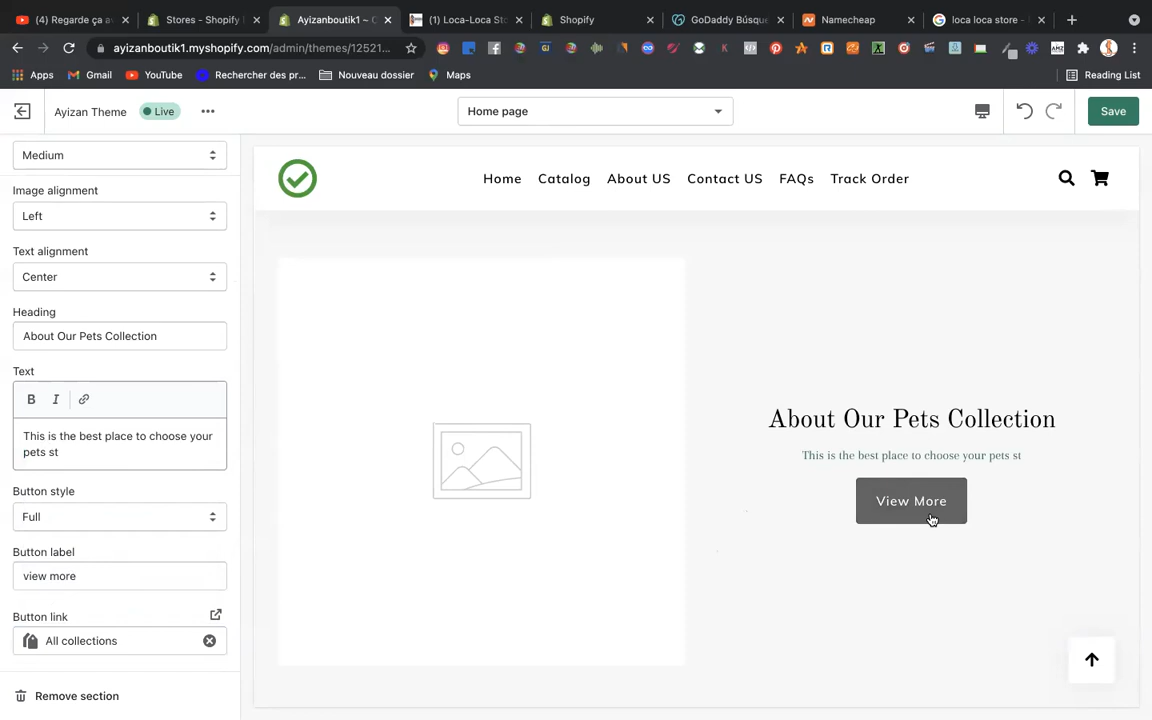 (4) Regarde ça av
Stores - Shopify
Ayizanboutik1 ~ C
(1) Loca-Loca Sto
Shopify
GoDaddy Búsque
Namecheap
loca loca store -
ayizanboutik1.myshopify.com/admin/themes/12521...
Apps
Gmail
YouTube
Rechercher des pr...
Nouveau dossier
Maps
Reading List
Ayizan Theme
Live
Home page
Save
Medium
Image alignment
Left
Text alignment
Center
Heading
About Our Pets Collection
Text
B I
This is the best place to choose your
pets st
Button style
Full
Button label
view more
Button link
All collections
Remove section
Home
Catalog
About US
Contact US
FAQs
Track Order
About Our Pets Collection
This is the best place to choose your pets st
View More